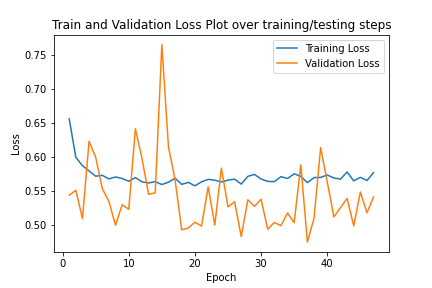 Train and Validation Loss Plot over training/testing steps
Training Loss
Validation Loss
0.75
0.70
0.65
0.60
0.55
0.50
Loss
0 10 20 30 40
Epoch